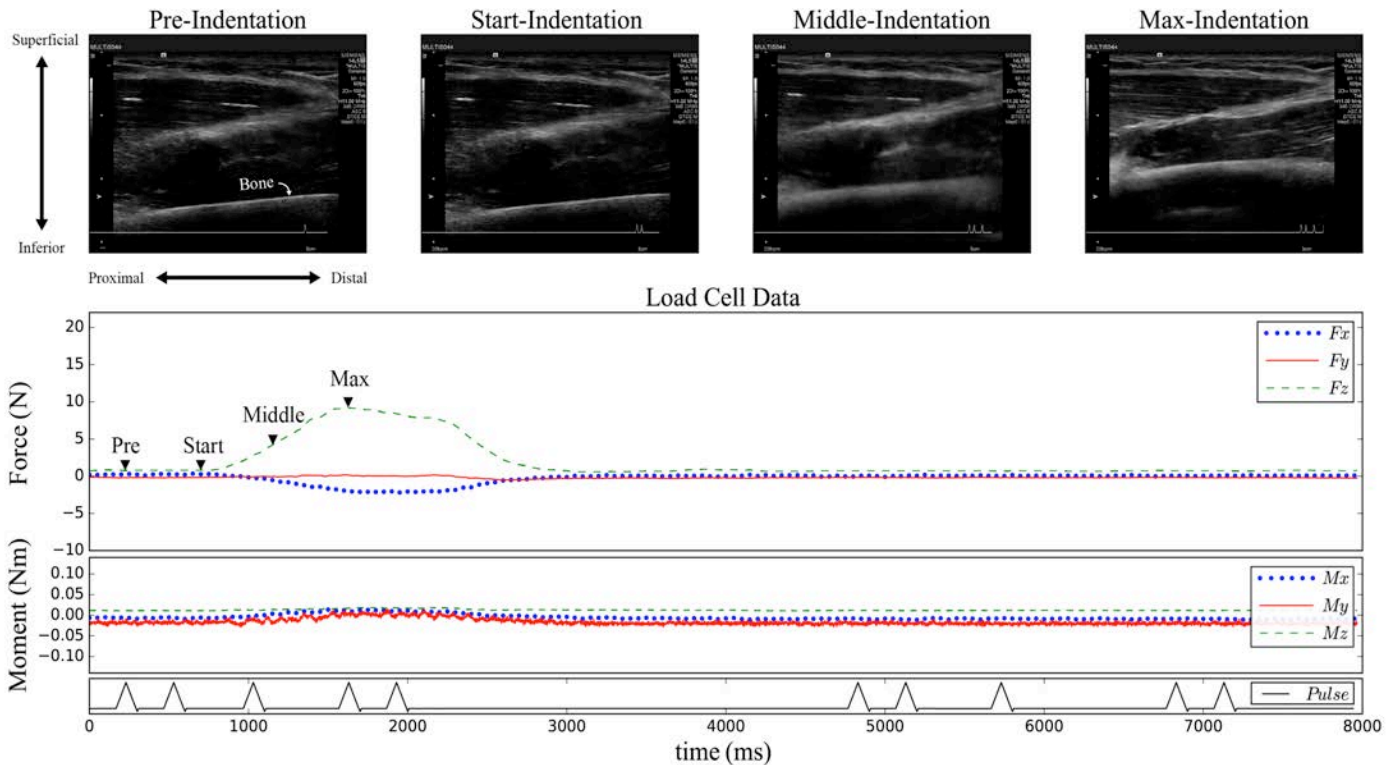 Pre-Indentation
Start-Indentation
Middle-Indentation
Max-Indentation
Superficial
Inferior
Bone
Proximal
Distal
Load Cell Data
Force (N)
20
15
10
5
0
−5
−10
Pre
Start
Middle
Max
Fx
Fy
Fz
Moment (Nm)
0.10
0.05
0.00
−0.05
−0.10
Mx
My
Mz
Pulse
0
1000
2000
3000
4000
5000
6000
7000
8000
time (ms)